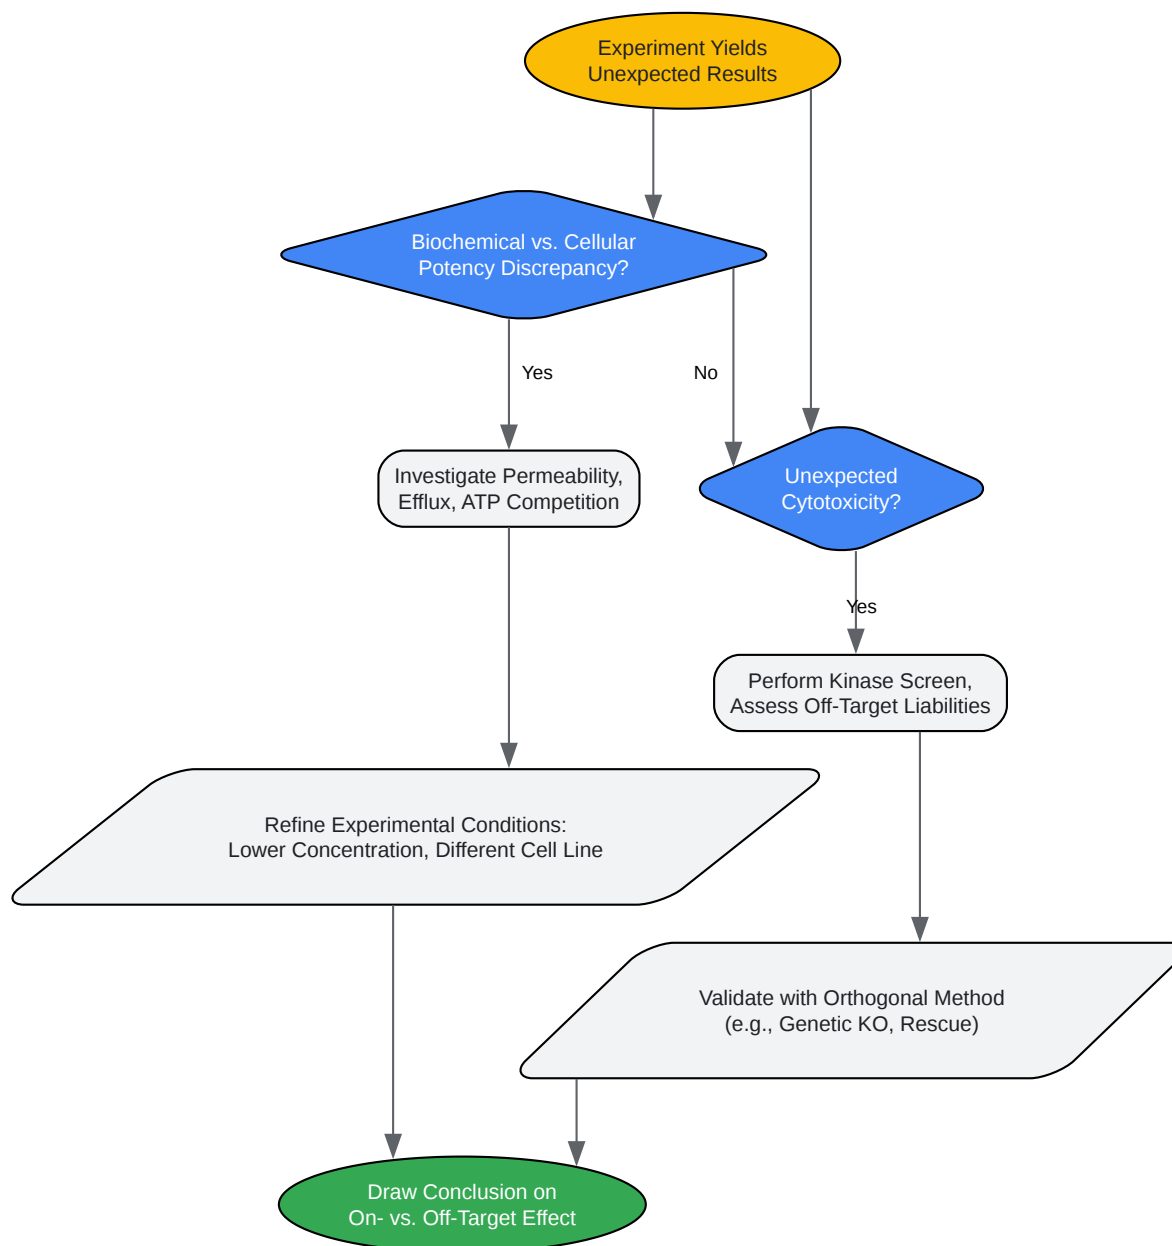 Experiment Yields
Unexpected Results
Biochemical vs. Cellular
Potency Discrepancy?
Yes
No
Investigate Permeability,
Efflux, ATP Competition
Unexpected
Cytotoxicity?
Yes
Perform Kinase Screen,
Assess Off-Target Liabilities
Refine Experimental Conditions:
Lower Concentration, Different Cell Line
Validate with Orthogonal Method
(e.g., Genetic KO, Rescue)
Draw Conclusion on
On- vs. Off-Target Effect